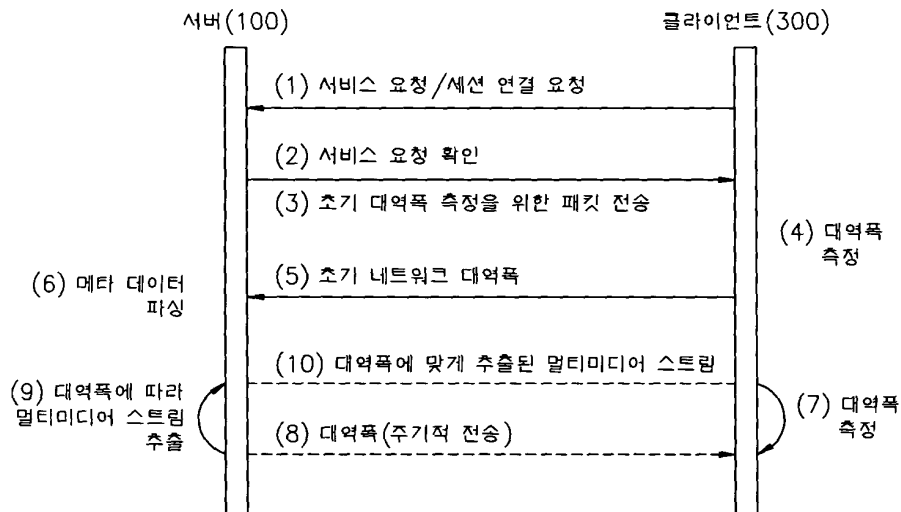 서버(100)
클라이언트(300)
(1) 서비스 요청/세션 연결 요청
(2) 서비스 요청 확인
(3) 초기 대역폭 측정을 위한 패킷 전송
(4) 대역폭
측정
(5) 초기 네트워크 대역폭
(6) 메타 데이터
파싱
(10) 대역폭에 맞게 추출된 멀티미디어 스트림
(9) 대역폭에 따라
멀티미디어 스트림
추출
(7) 대역폭
측정
(8) 대역폭(주기적 전송)